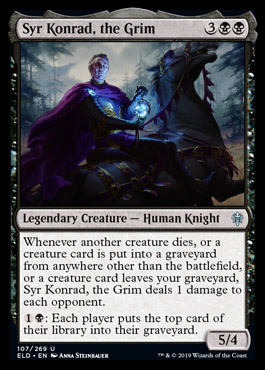 Syr Konrad, the Grim 3
Legendary Creature — Human Knight
Whenever another creature dies, or a
creature card is put into a graveyard
from anywhere other than the battlefield,
or a creature card leaves your graveyard,
Syr Konrad, the Grim deals 1 damage to
each opponent.
1 : Each player puts the top card of
their library into their graveyard.
5/4
107/269 U
ELD • EN Anna Steinbauer
™ & © 2019 Wizards of the Coast